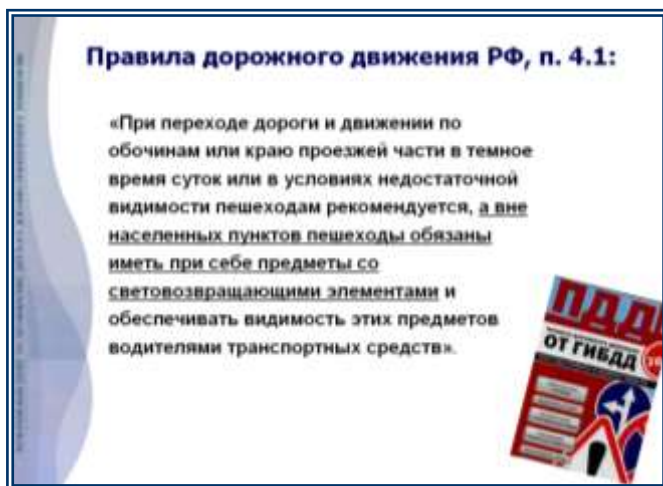 Правила дорожного движения РФ, п. 4.1:
«При переходе дороги и движении по
обочинам или краю проезжей части в темное
время суток или в условиях недостаточной
видимости пешеходам рекомендуется, а вне
населенных пунктов пешеходы обязаны
иметь при себе предметы со
световозвращающими элементами и
обеспечивать видимость этих предметов
водителями транспортных средств».
ПДД
ОТ ГИБДД